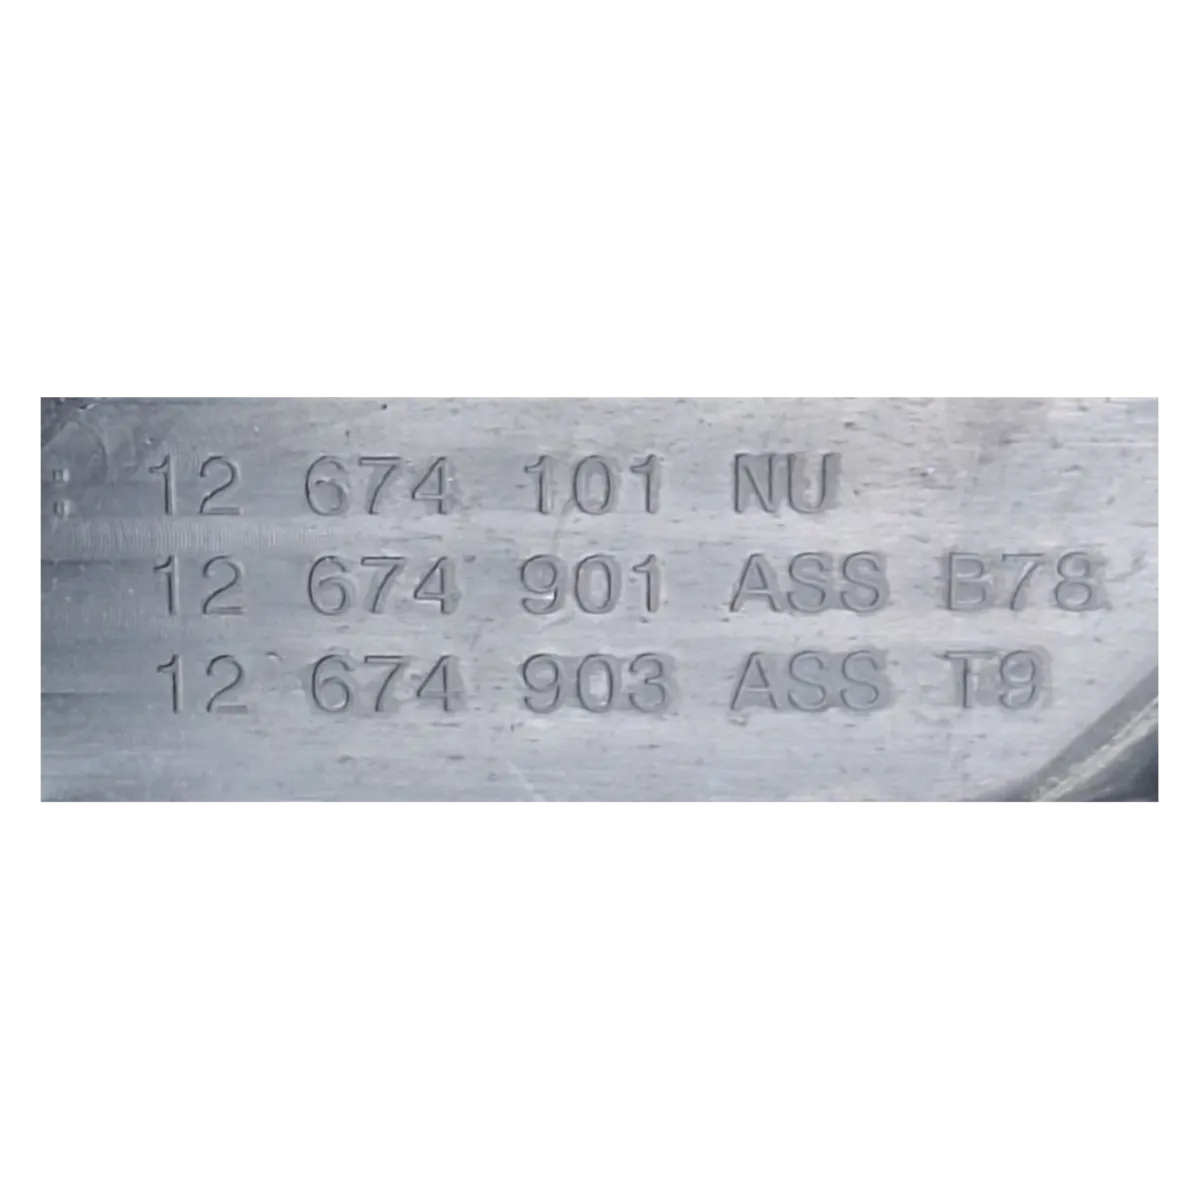 : 12 674 101 NU
12 674 901 ASS B78
12 674 903 ASS T9